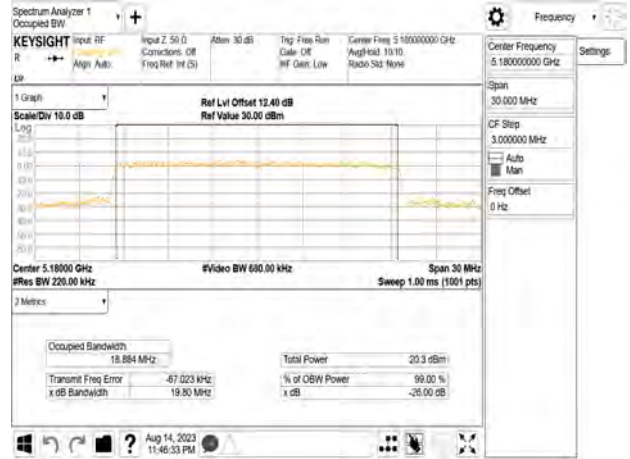 Spectrum Analyzer 1
Occupied BW
Frequency
KEYSIGHT
Input: RF
Input Z: 50 Ω
Atten: 30 dB
Trig: Free Run
Center Freq: 5.180000000 GHz
R
Corrections: Off
Gate: Off
Avg|Hold: 10/10
Align: Auto
Freq Ref: Int (S)
#IF Gain: Low
Radio Std: None
Center Frequency
5.180000000 GHz
Settings
Span
30.000 MHz
CF Step
3.000000 MHz
Auto
Man
Freq Offset
0 Hz
1 Graph
Ref Lvl Offset 12.40 dB
Scale/Div 10.0 dB
Ref Value 30.00 dBm
Log
Center 5.18000 GHz
#Video BW 680.00 kHz
Span 30 MHz
#Res BW 220.00 kHz
Sweep 1.00 ms (1001 pts)
2 Metrics
Occupied Bandwidth
18.884 MHz
Total Power
20.3 dBm
Transmit Freq Error
-67.023 kHz
% of OBW Power
99.00 %
x dB Bandwidth
19.80 MHz
x dB
-26.00 dB
?
Aug 14, 2023
11:46:33 PM